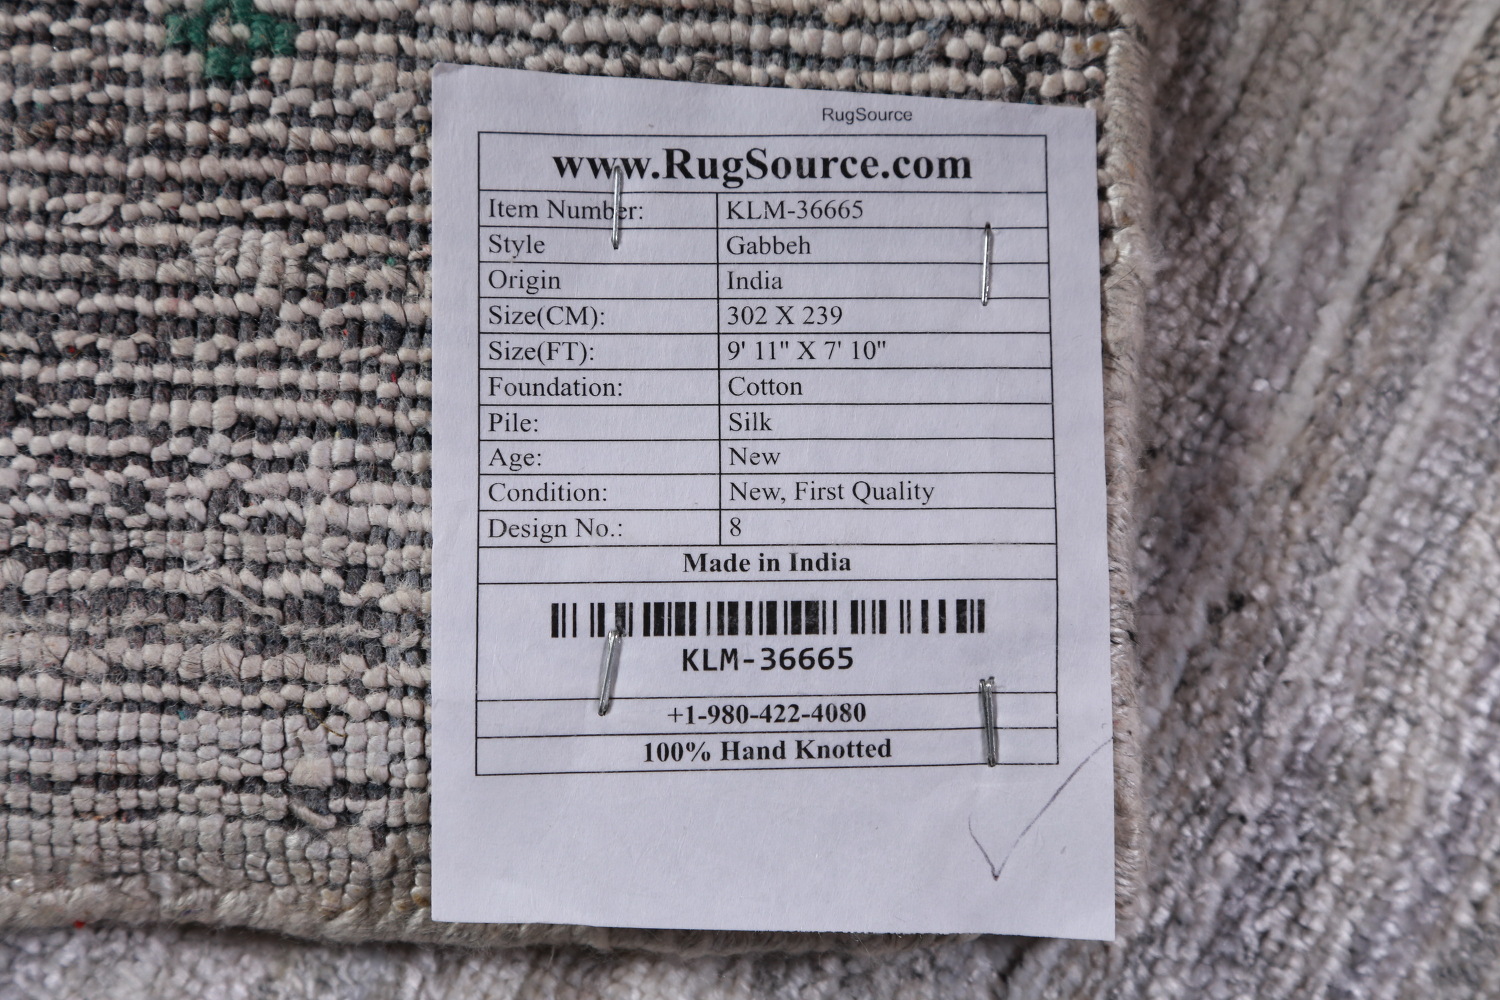 RugSource
www.RugSource.com
Item Number: KLM-36665
Style Gabbeh
Origin India
Size(CM): 302 X 239
Size(FT): 9' 11" X 7' 10"
Foundation: Cotton
Pile: Silk
Age: New
Condition: New, First Quality
Design No.: 8
Made in India
KLM-36665
+1-980-422-4080
100% Hand Knotted